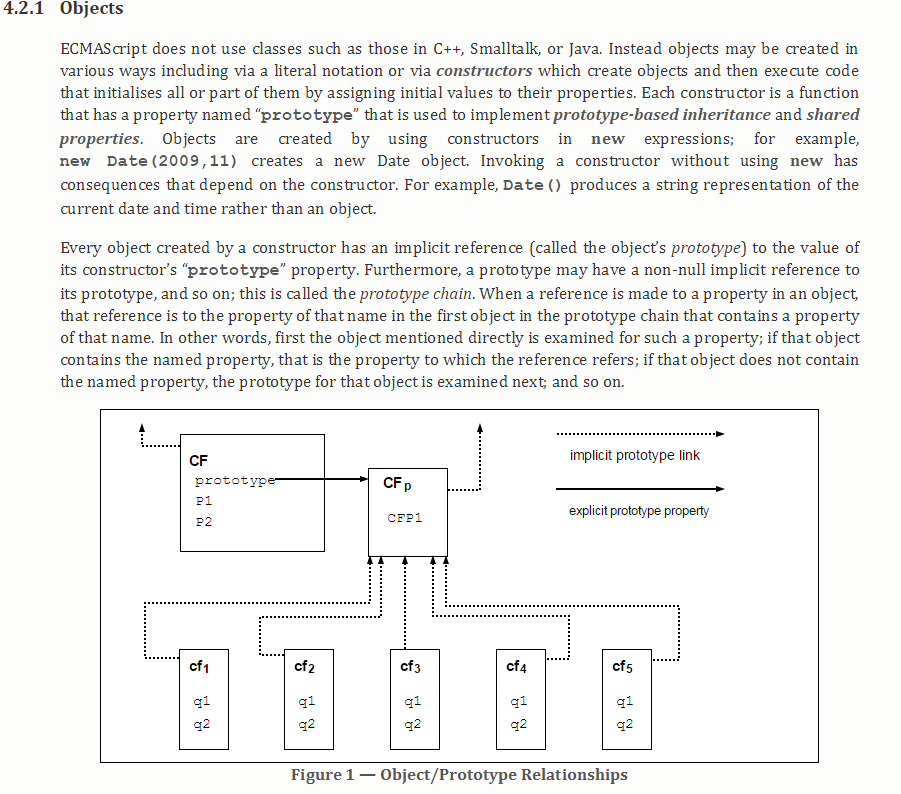 4.2.1 Objects
ECMAScript does not use classes such as those in C++, Smalltalk, or Java. Instead objects may be created in
various ways including via a literal notation or via constructors which create objects and then execute code
that initialises all or part of them by assigning initial values to their properties. Each constructor is a function
that has a property named “prototype” that is used to implement prototype-based inheritance and shared
properties. Objects are created by using constructors in new expressions; for example,
new Date(2009,11) creates a new Date object. Invoking a constructor without using new has
consequences that depend on the constructor. For example, Date() produces a string representation of the
current date and time rather than an object.
Every object created by a constructor has an implicit reference (called the object’s prototype) to the value of
its constructor’s “prototype” property. Furthermore, a prototype may have a non-null implicit reference to
its prototype, and so on; this is called the prototype chain. When a reference is made to a property in an object,
that reference is to the property of that name in the first object in the prototype chain that contains a property
of that name. In other words, first the object mentioned directly is examined for such a property; if that object
contains the named property, that is the property to which the reference refers; if that object does not contain
the named property, the prototype for that object is examined next; and so on.
CF
prototype
P1
P2
CFp
CFP1
implicit prototype link
explicit prototype property
cf1
q1
q2
cf2
q1
q2
cf3
q1
q2
cf4
q1
q2
cf5
q1
q2
Figure 1 — Object/Prototype Relationships